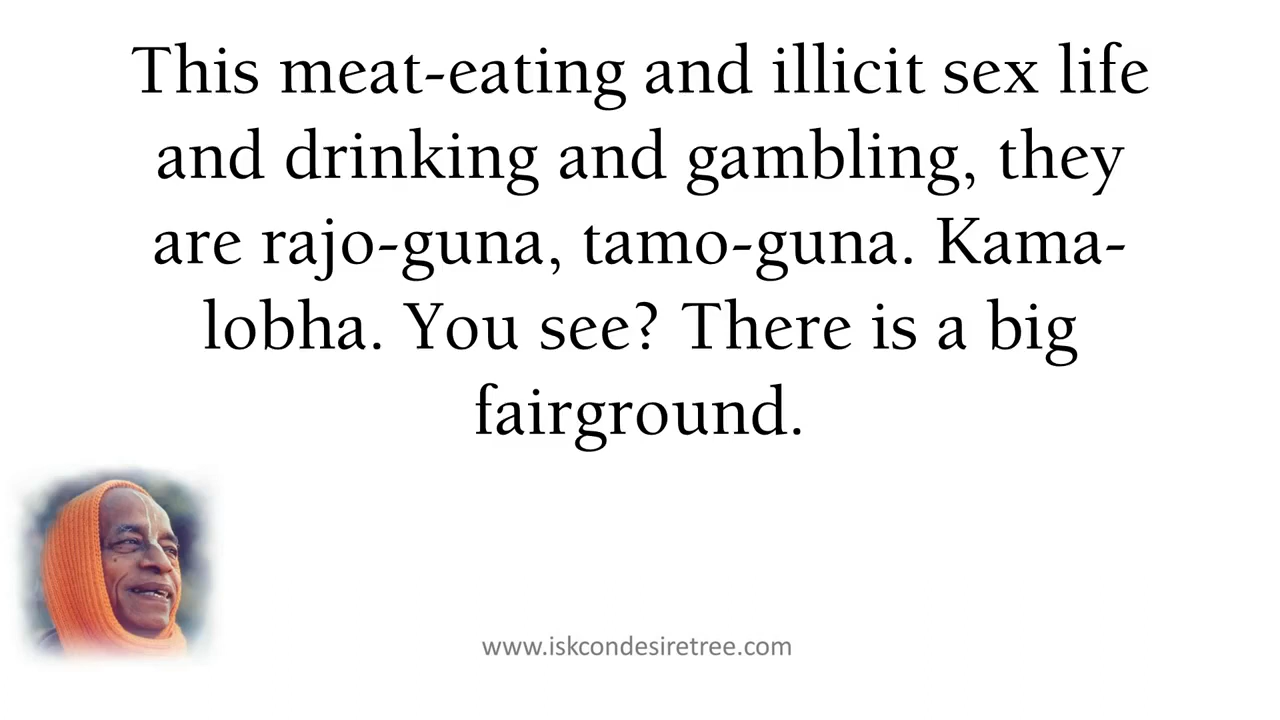 This meat-eating and illicit sex life
and drinking and gambling, they
are rajo-guna, tamo-guna. Kama-
lobha. You see? There is a big
fairground.
www.iskcondesiretree.com